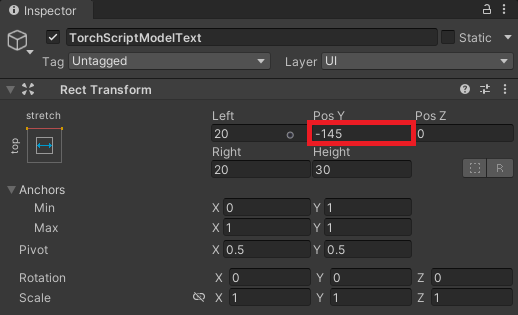 Inspector
TorchScriptModelText Static
Tag Untagged Layer UI
Rect Transform
stretch Left Pos Y Pos Z
top 20 -145 0
Right Height
20 30 R
Anchors
Min X 0 Y 1
Max X 1 Y 1
Pivot X 0.5 Y 0.5
Rotation X 0 Y 0 Z 0
Scale X 1 Y 1 Z 1